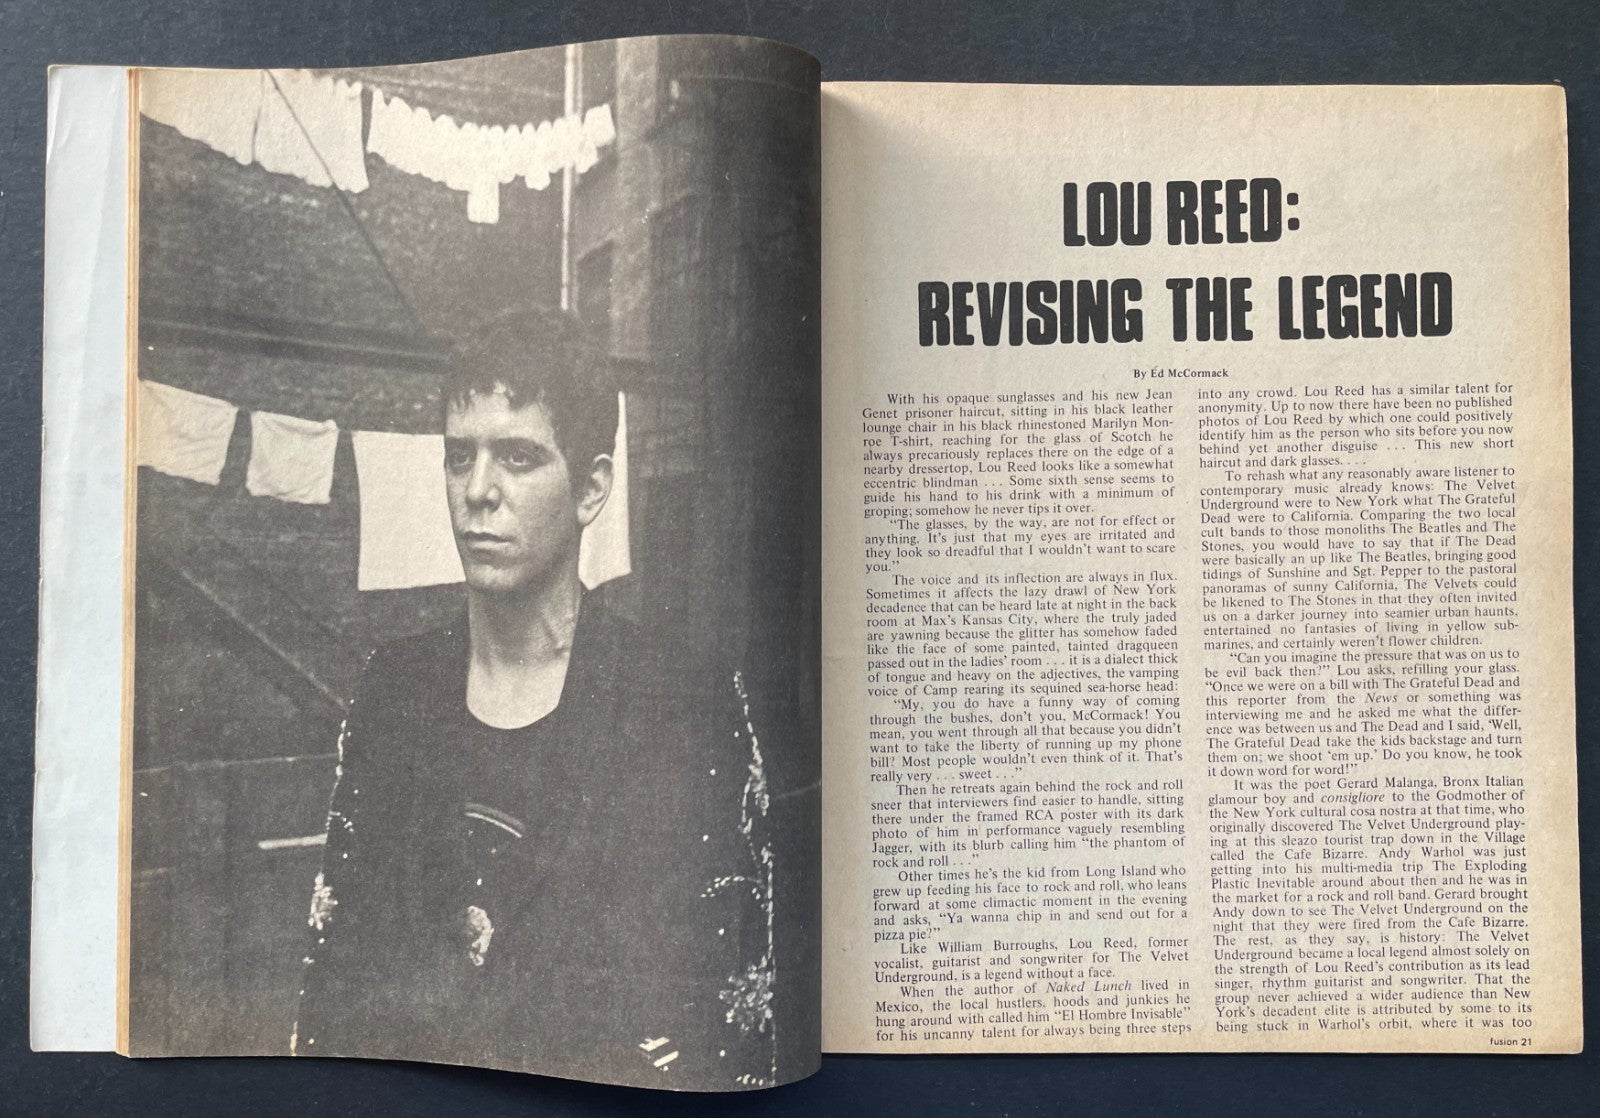 LOU REED:
REVISING THE LEGEND
By Ed McCormack
With his opaque sunglasses and his new Jean
Genet prisoner haircut, sitting in his black leather
lounge chair in his black rhinestoned Marilyn Mon-
roe T-shirt, reaching for the glass of Scotch he
always precariously replaces there on the edge of a
nearby dressertop, Lou Reed looks like a somewhat
eccentric blindman ... Some sixth sense seems to
guide his hand to his drink with a minimum of
groping; somehow he never tips it over.
"The glasses, by the way, are not for effect or
anything. It's just that my eyes are irritated and
they look so dreadful that I wouldn't want to scare
you."
The voice and its inflection are always in flux.
Sometimes it affects the lazy drawl of New York
decadence that can be heard late at night in the back
room at Max's Kansas City, where the truly jaded
are yawning because the glitter has somehow faded
like the face of some painted, tainted dragqueen
passed out in the ladies' room ... it is a dialect thick
of tongue and heavy on the adjectives, the vamping
voice of Camp rearing its sequined sea-horse head:
"My, you do have a funny way of coming
through the bushes, don't you, McCormack! You
mean, you went through all that because you didn't
want to take the liberty of running up my phone
bill? Most people wouldn't even think of it. That's
really very ... sweet ..."
Then he retreats again behind the rock and roll
sneer that interviewers find easier to handle, sitting
there under the framed RCA poster with its dark
photo of him in performance vaguely resembling
Jagger, with its blurb calling him "the phantom of
rock and roll ..."
Other times he's the kid from Long Island who
grew up feeding his face to rock and roll, who leans
forward at some climactic moment in the evening
and asks, "Ya wanna chip in and send out for a
pizza pie?"
Like William Burroughs, Lou Reed, former
vocalist, guitarist and songwriter for The Velvet
Underground, is a legend without a face.
When the author of Naked Lunch lived in
Mexico, the local hustlers, hoods and junkies he
hung around with called him "El Hombre Invisable"
for his uncanny talent for always being three steps
into any crowd. Lou Reed has a similar talent for
anonymity. Up to now there have been no published
photos of Lou Reed by which one could positively
identify him as the person who sits before you now
behind yet another disguise ... This new short
haircut and dark glasses. ...
To rehash what any reasonably aware listener to
contemporary music already knows: The Velvet
Underground were to New York what The Grateful
Dead were to California. Comparing the two local
cult bands to those monoliths The Beatles and The
Stones, you would have to say that if The Dead
were basically an up like The Beatles, bringing good
tidings of Sunshine and Sgt. Pepper to the pastoral
panoramas of sunny California, The Velvets could
be likened to The Stones in that they often invited
us on a darker journey into seamier urban haunts,
entertained no fantasies of living in yellow sub-
marines, and certainly weren't flower children.
"Can you imagine the pressure that was on us to
be evil back then?" Lou asks, refilling your glass.
"Once we were on a bill with The Grateful Dead and
this reporter from the News or something was
interviewing me and he asked me what the differ-
ence was between us and The Dead and I said, 'Well,
The Grateful Dead take the kids backstage and turn
them on; we shoot 'em up.' Do you know, he took
it down word for word!"
It was the poet Gerard Malanga, Bronx Italian
glamour boy and consigliore to the Godmother of
the New York cultural cosa nostra at that time, who
originally discovered The Velvet Underground play-
ing at this sleazo tourist trap down in the Village
called the Cafe Bizarre. Andy Warhol was just
getting into his multi-media trip The Exploding
Plastic Inevitable around about then and he was in
the market for a rock and roll band. Gerard brought
Andy down to see The Velvet Underground on the
night that they were fired from the Cafe Bizarre.
The rest, as they say, is history: The Velvet
Underground became a local legend almost solely on
the strength of Lou Reed's contribution as its lead
singer, rhythm guitarist and songwriter. That the
group never achieved a wider audience than New
York's decadent elite is attributed by some to its
being stuck in Warhol's orbit, where it was too
fusion 21